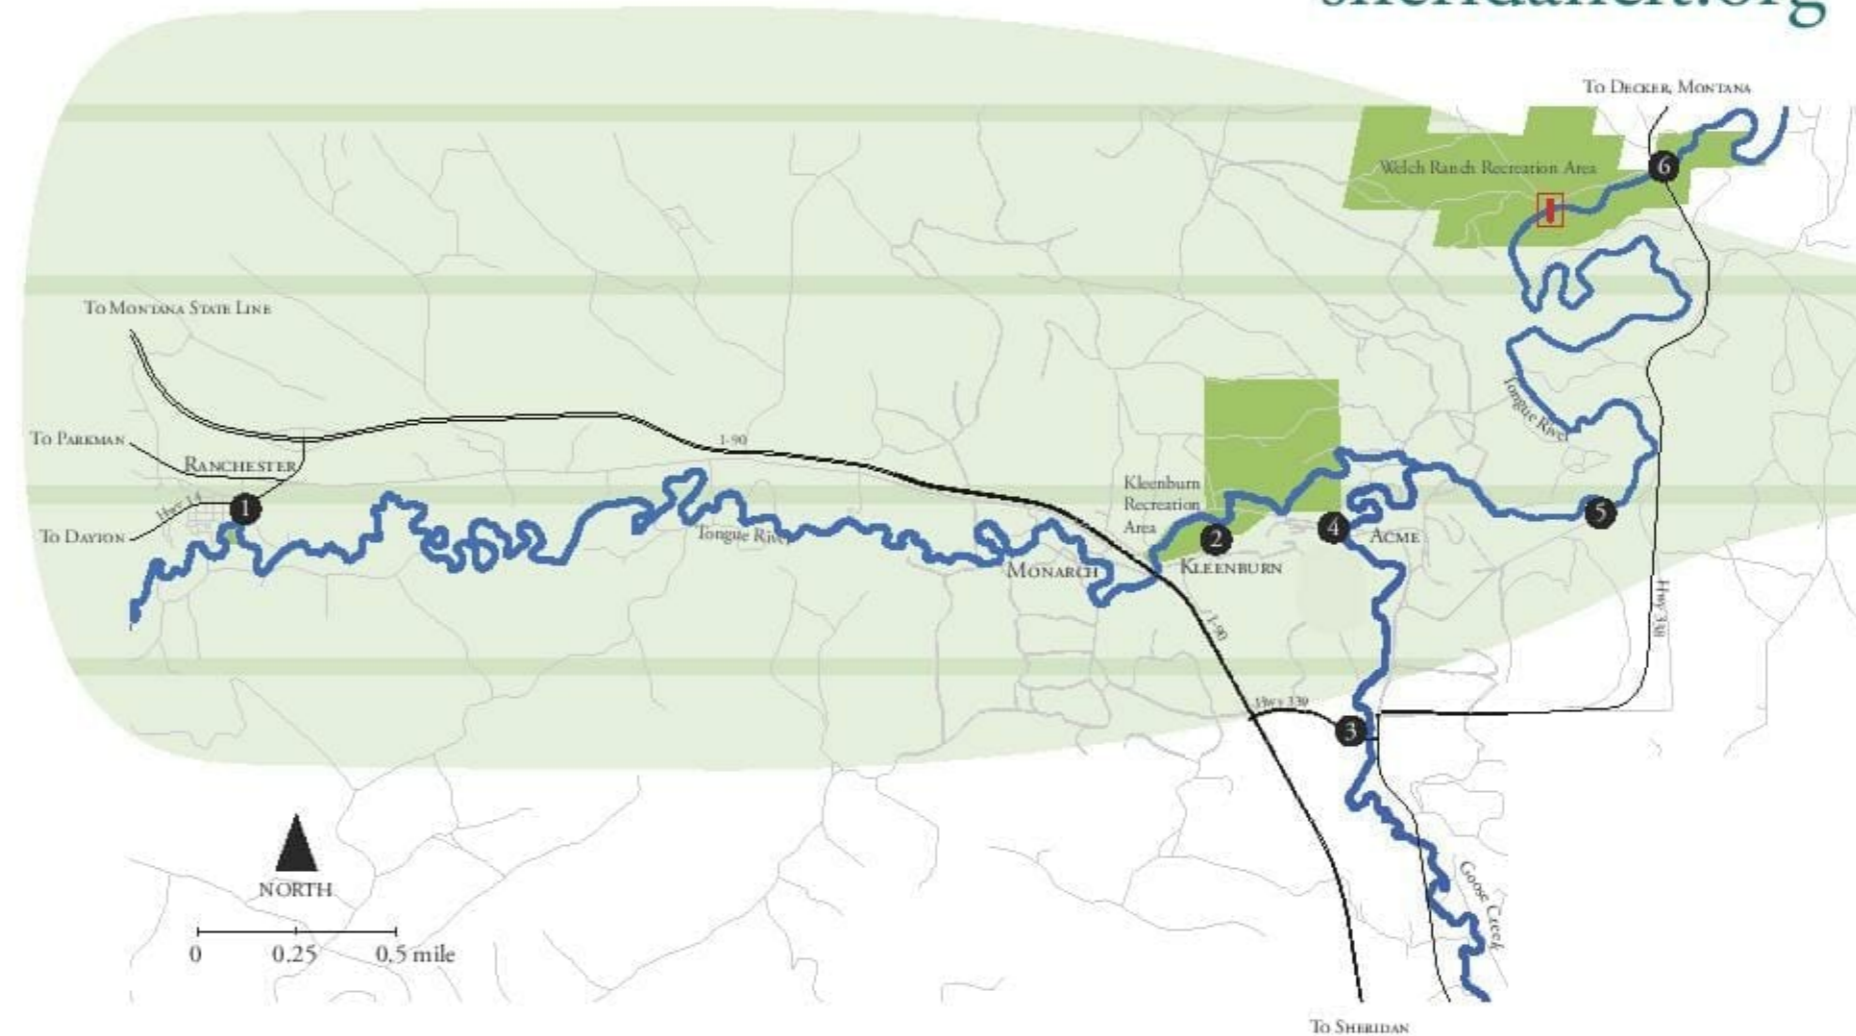 sheridanclt.org
To Decker, Montana
Welch Ranch Recreation Area
6
To Montana State Line
Tongue River
To Parkman
I-90
Ranchester
Kleenburn
Recreation
Area
Hwy 14
1
5
To Dayton
Tongue River
2
4
Acme
Monarch
Kleenburn
I-90
Hwy 338
Hwy 339
3
Goose Creek
NORTH
0 0.25 0.5 mile
To Sheridan